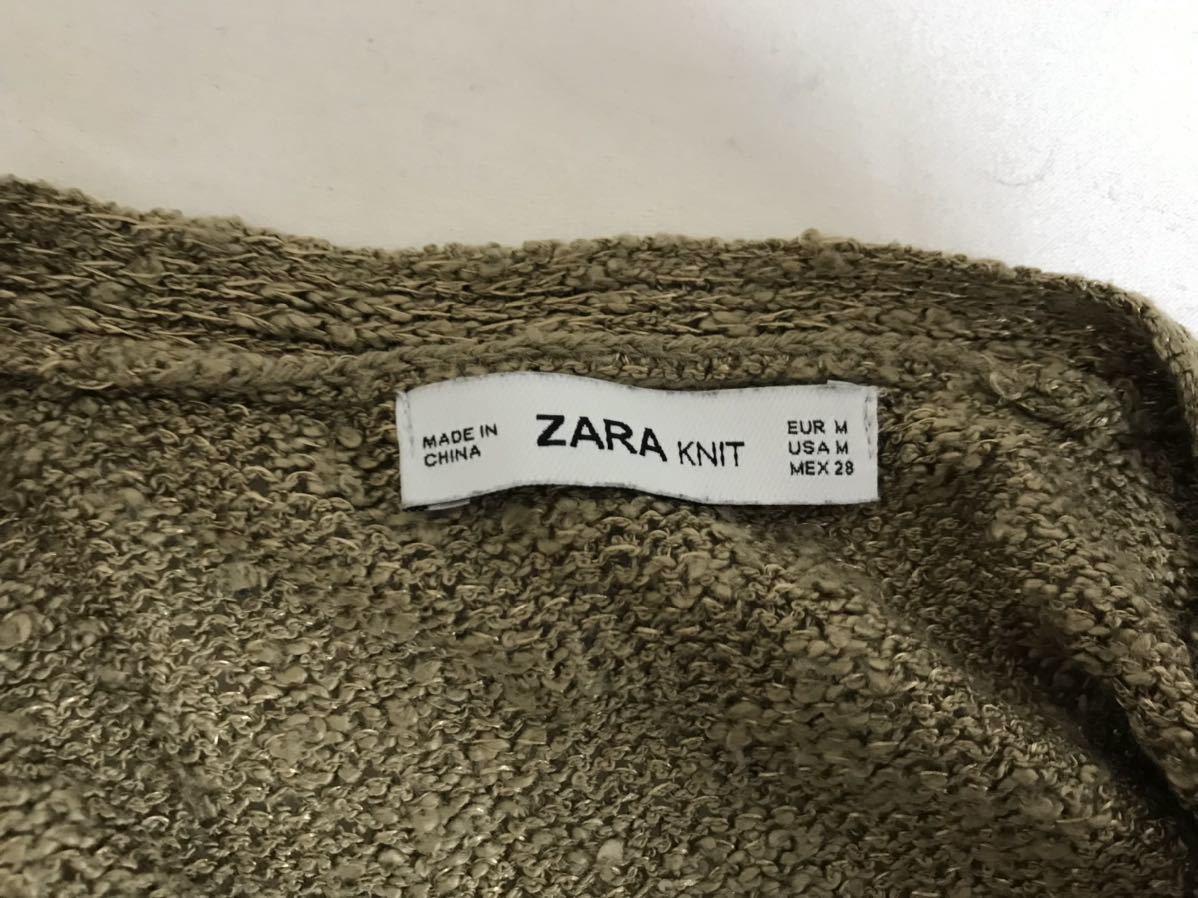 MADE IN
CHINA
ZARA KNIT
EUR M
USA M
MEX 28